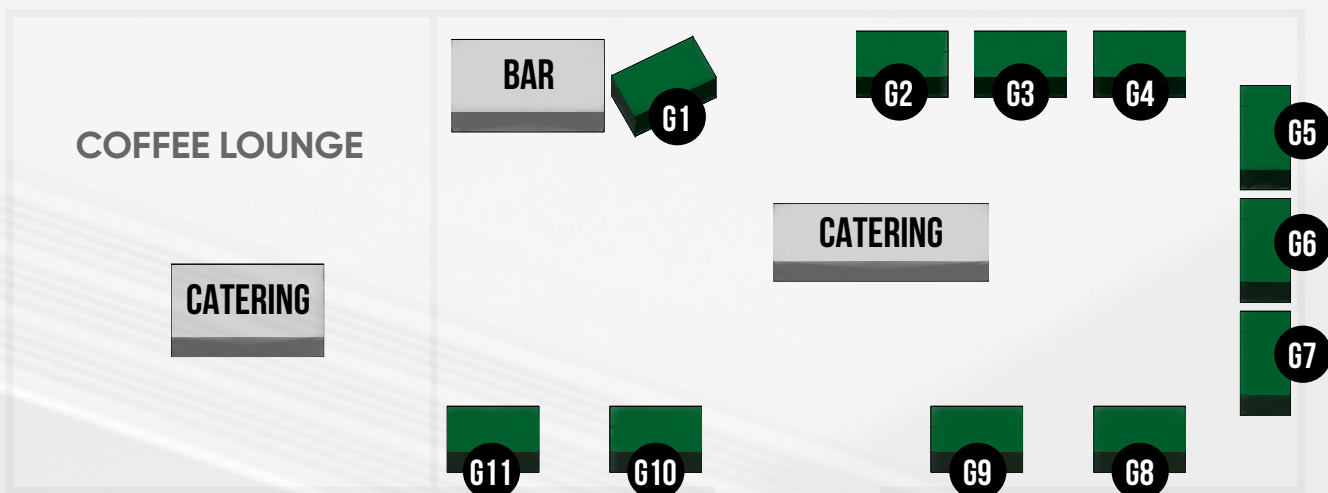 BAR
G1
G2
G3
G4
G5
COFFEE LOUNGE
CATERING
G6
CATERING
G7
G11
G10
G9
G8